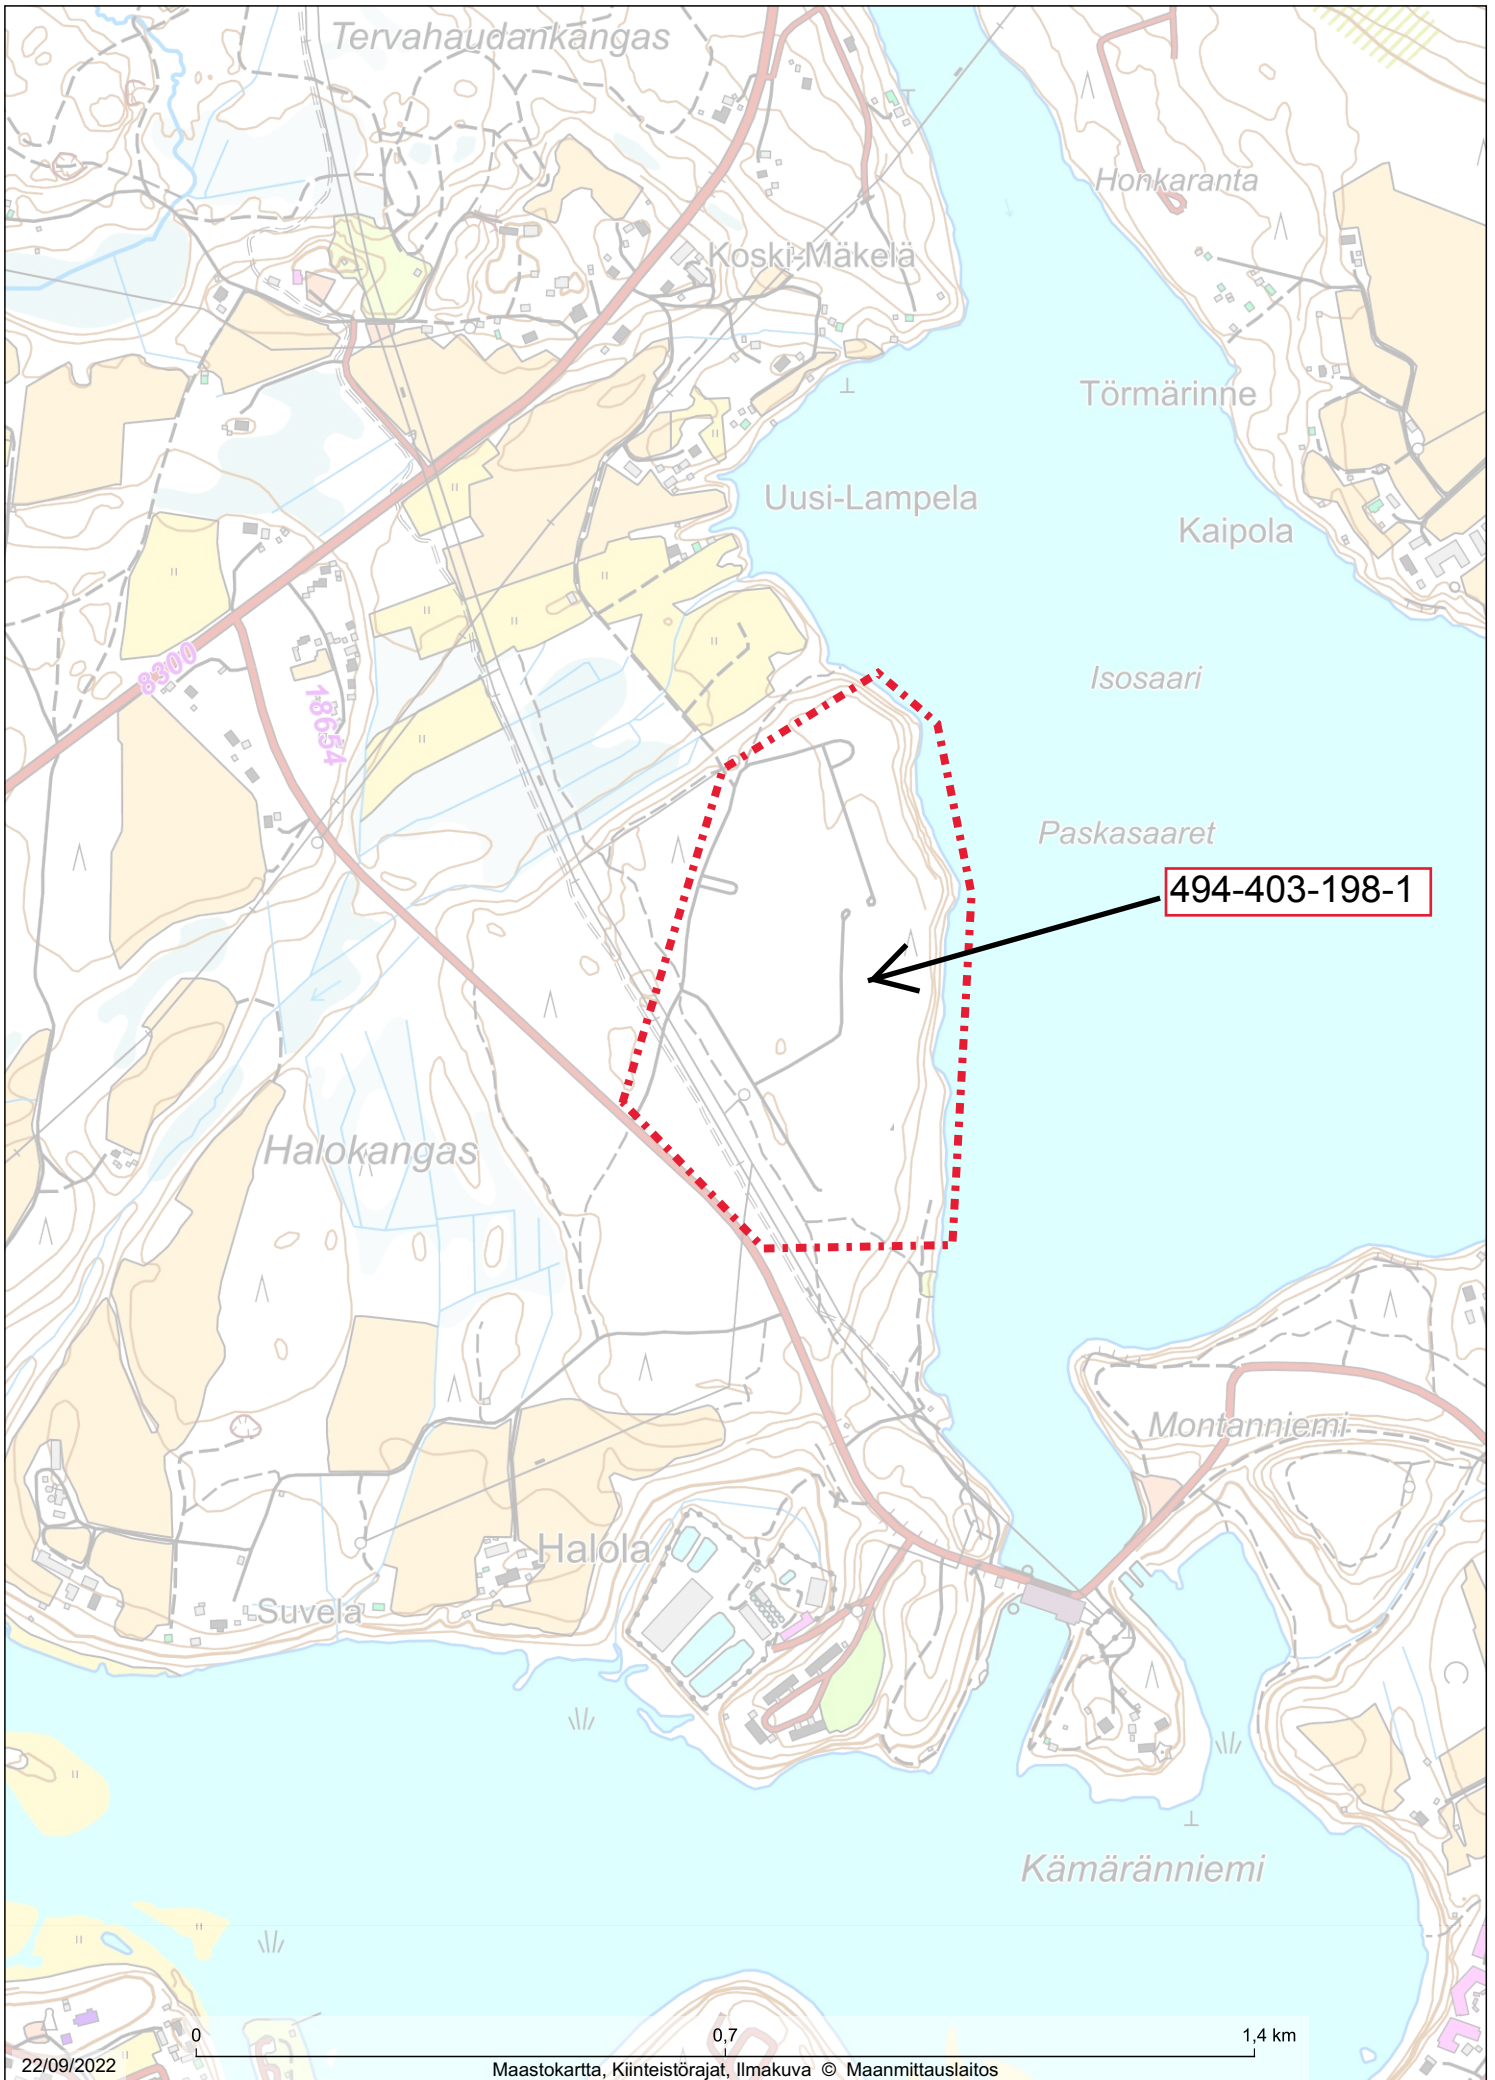 Tervahaudankangas
Honkaranta
Koski-Mäkelä
Törmärinne
Uusi-Lampela
Kaipola
8300
18654
Isosaari
Paskasaaret
494-403-198-1
Halokangas
Montanniemi
Halola
Suvela
Kämäränniemi
0
0,7
1,4 km
22/09/2022
Maastokartta, Kiinteistörajat, Ilmakuva © Maanmittauslaitos